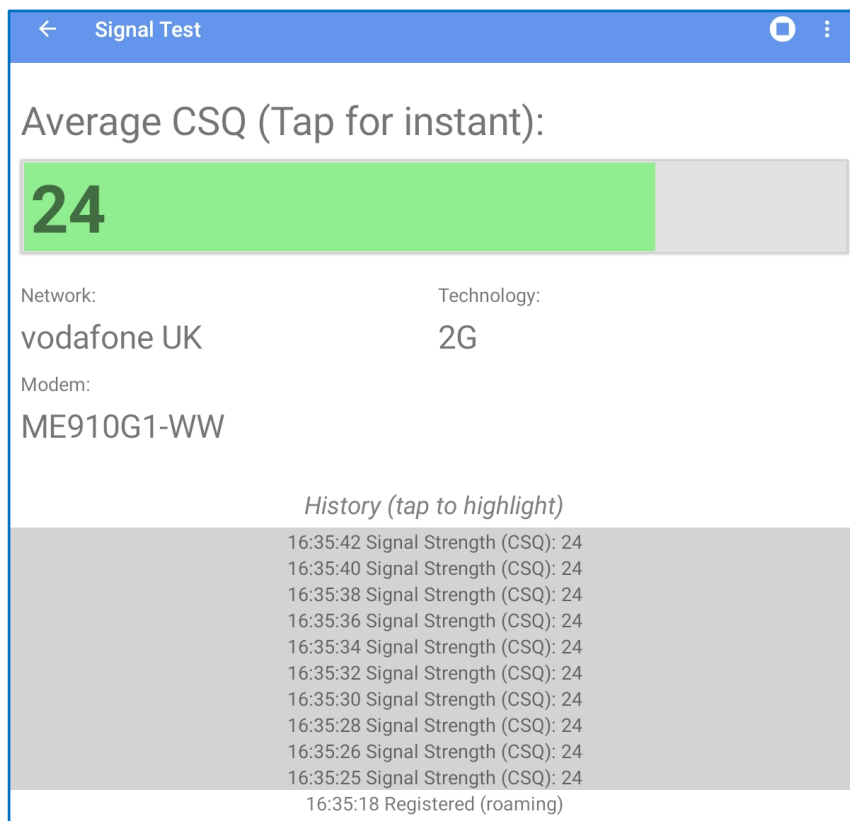 Signal Test
Average CSQ (Tap for instant):
24
Network:
Technology:
vodafone UK
2G
Modem:
ME910G1-WW
History (tap to highlight)
16:35:42 Signal Strength (CSQ): 24
16:35:40 Signal Strength (CSQ): 24
16:35:38 Signal Strength (CSQ): 24
16:35:36 Signal Strength (CSQ): 24
16:35:34 Signal Strength (CSQ): 24
16:35:32 Signal Strength (CSQ): 24
16:35:30 Signal Strength (CSQ): 24
16:35:28 Signal Strength (CSQ): 24
16:35:26 Signal Strength (CSQ): 24
16:35:25 Signal Strength (CSQ): 24
16:35:18 Registered (roaming)